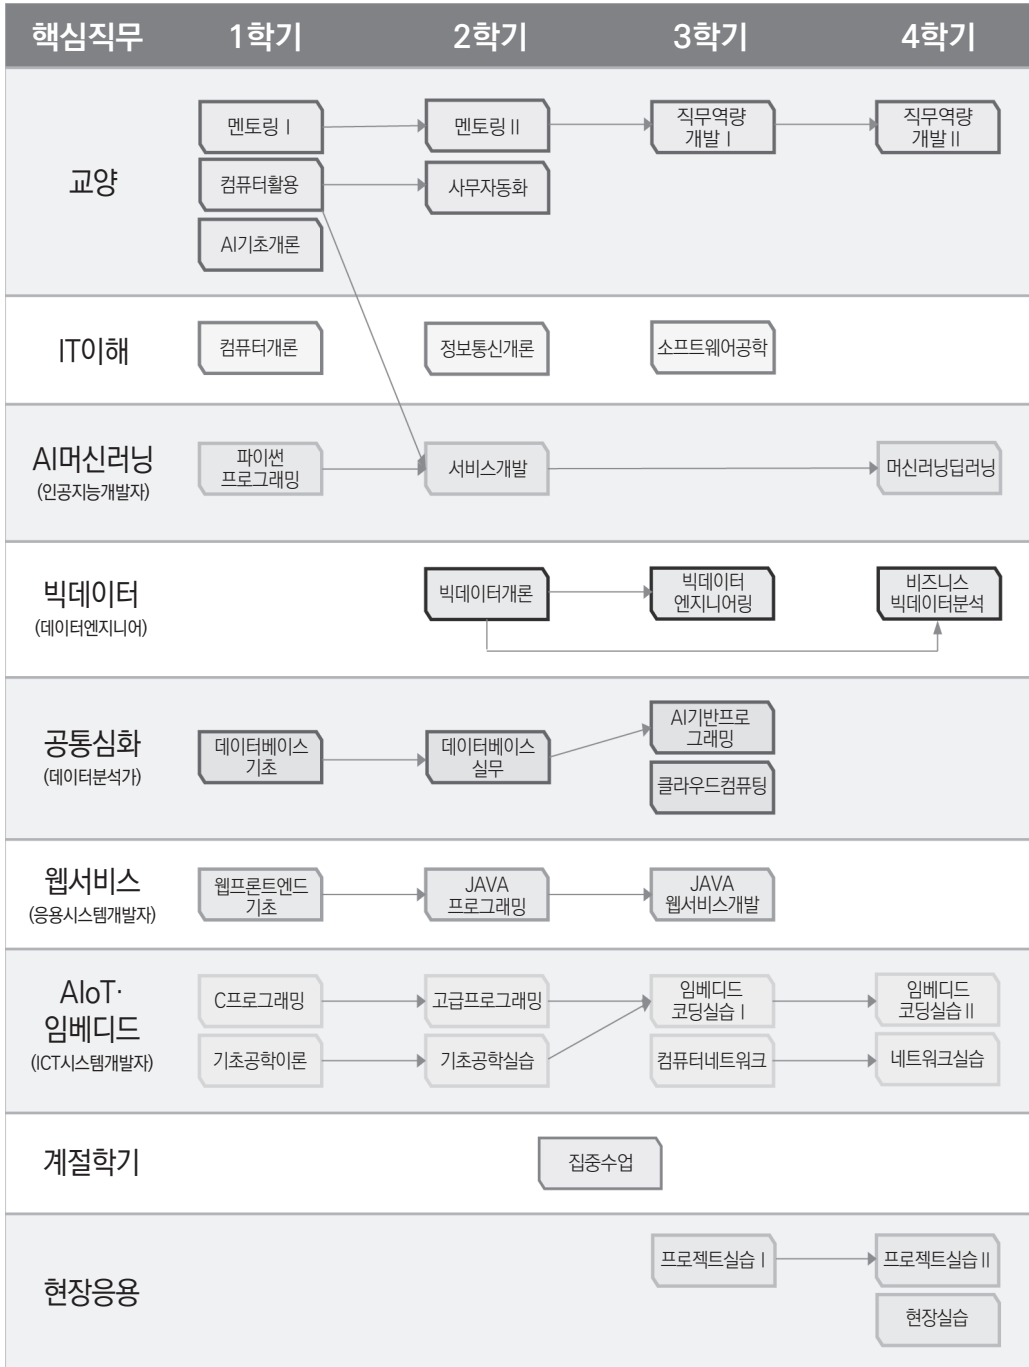 핵심직무 1학기 2학기 3학기 4학기
교양
멘토링Ⅰ
멘토링Ⅱ
직무역량
개발Ⅰ
직무역량
개발Ⅱ
컴퓨터활용
사무자동화
AI기초개론
IT이해
컴퓨터개론
정보통신개론
소프트웨어공학
AI머신러닝
(인공지능개발자)
파이썬
프로그래밍
서비스개발
머신러닝딥러닝
빅데이터
(데이터엔지니어)
빅데이터개론
빅데이터
엔지니어링
비즈니스
빅데이터분석
공통심화
(데이터분석가)
데이터베이스
기초
데이터베이스
실무
AI기반프로
그래밍
클라우드컴퓨팅
웹서비스
(응용시스템개발자)
웹프론트엔드
기초
JAVA
프로그래밍
JAVA
웹서비스개발
AIoT·
임베디드
(ICT시스템개발자)
C프로그래밍
고급프로그래밍
임베디드
코딩실습Ⅰ
임베디드
코딩실습Ⅱ
기초공학이론
기초공학실습
컴퓨터네트워크
네트워크실습
계절학기
집중수업
현장응용
프로젝트실습Ⅰ
프로젝트실습Ⅱ
현장실습